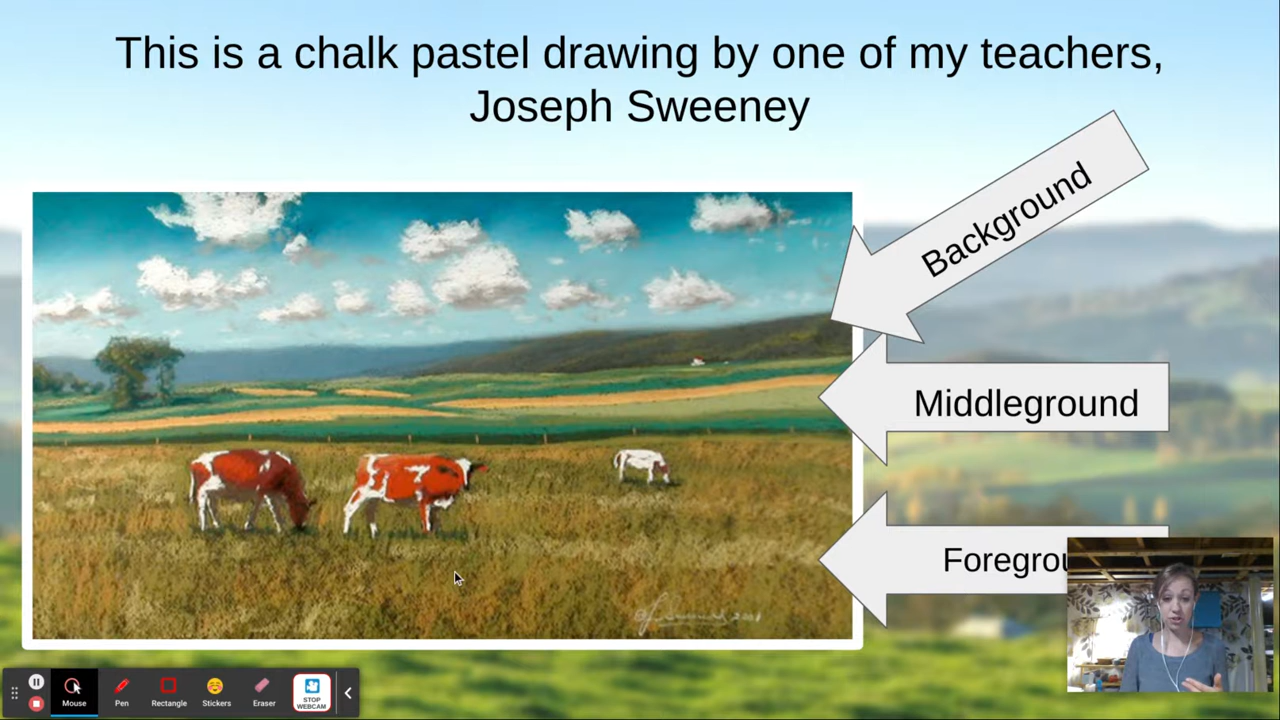 This is a chalk pastel drawing by one of my teachers,
Joseph Sweeney
Background
Middleground
Foregrou
Mouse
Pen
Rectangle
Stickers
Eraser
STOP
WEBCAM